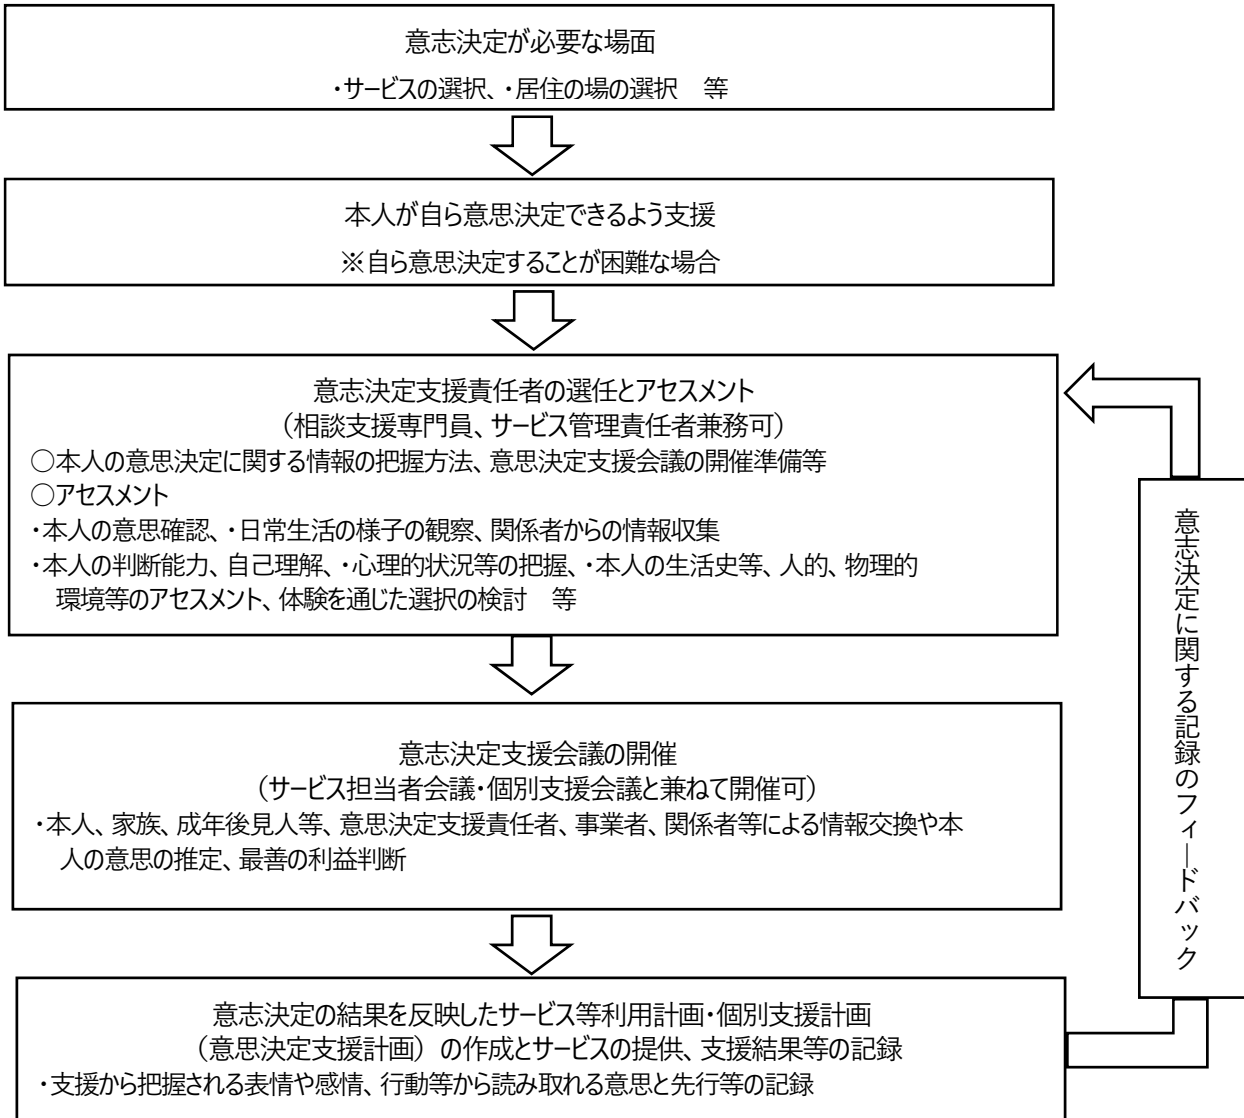 意志決定が必要な場面
・サービスの選択、・居住の場の選択　等
本人が自ら意思決定できるよう支援
※自ら意思決定することが困難な場合
意志決定支援責任者の選任とアセスメント
（相談支援専門員、サービス管理責任者兼務可）
○本人の意思決定に関する情報の把握方法、意思決定支援会議の開催準備等
○アセスメント
・本人の意思確認、・日常生活の様子の観察、関係者からの情報収集
・本人の判断能力、自己理解、・心理的状況等の把握、・本人の生活史等、人的、物理的
環境等のアセスメント、体験を通じた選択の検討　等
意志決定支援会議の開催
（サービス担当者会議・個別支援会議と兼ねて開催可）
・本人、家族、成年後見人等、意思決定支援責任者、事業者、関係者等による情報交換や本
人の意思の推定、最善の利益判断
意志決定の結果を反映したサービス等利用計画・個別支援計画
（意思決定支援計画）の作成とサービスの提供、支援結果等の記録
・支援から把握される表情や感情、行動等から読み取れる意思と先行等の記録
意志決定に関する記録のフィードバック